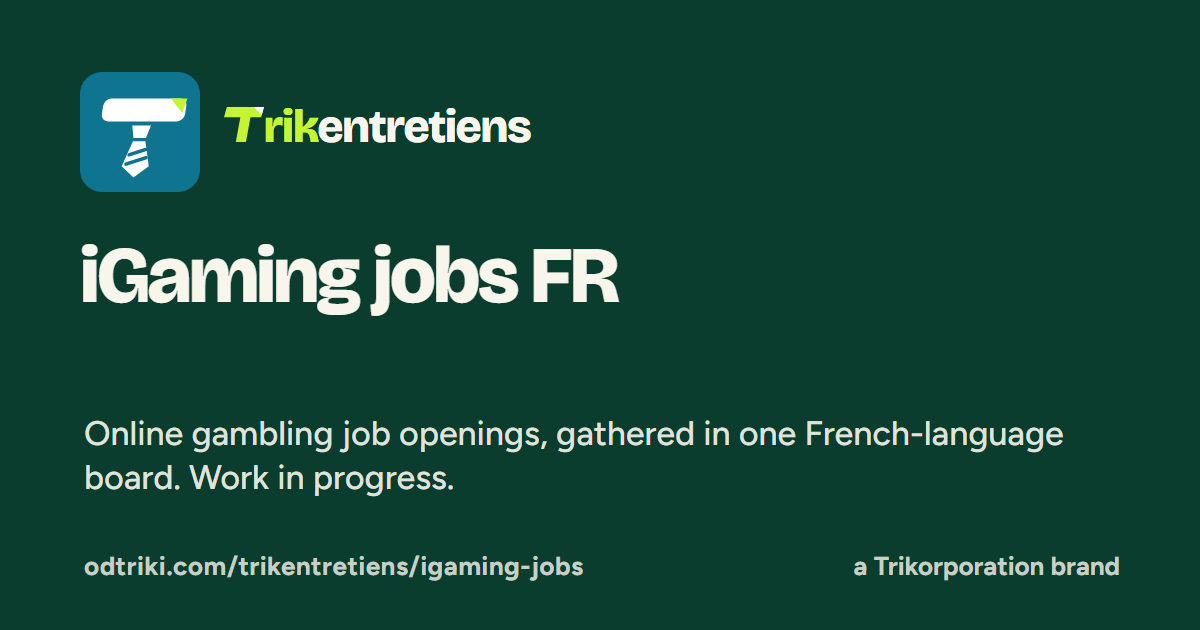 Trikentretiens
iGaming jobs FR
Online gambling job openings, gathered in one French-language
board. Work in progress.
odtriki.com/trikentretiens/igaming-jobs
a Trikorporation brand